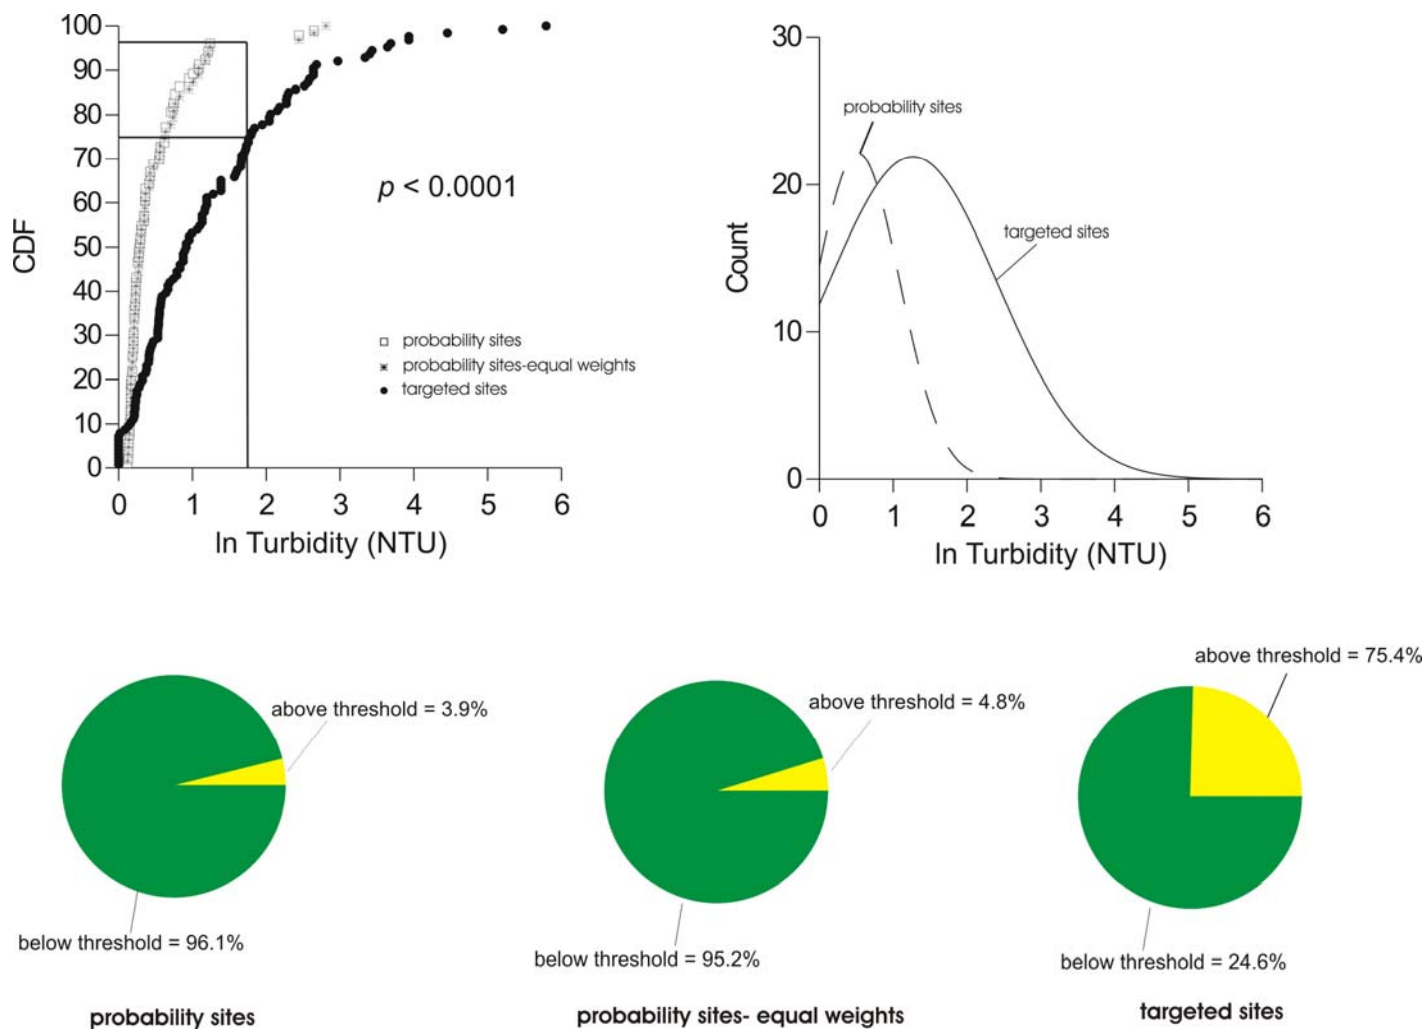 100
90
80
70
60
50
40
30
20
10
0
CDF
p < 0.0001
probability sites
probability sites-equal weights
targeted sites
0 1 2 3 4 5 6
ln Turbidity (NTU)
30
20
10
0
Count
probability sites
targeted sites
0 1 2 3 4 5 6
ln Turbidity (NTU)
above threshold = 3.9%
below threshold = 96.1%
probability sites
above threshold = 4.8%
below threshold = 95.2%
probability sites- equal weights
above threshold = 75.4%
below threshold = 24.6%
targeted sites